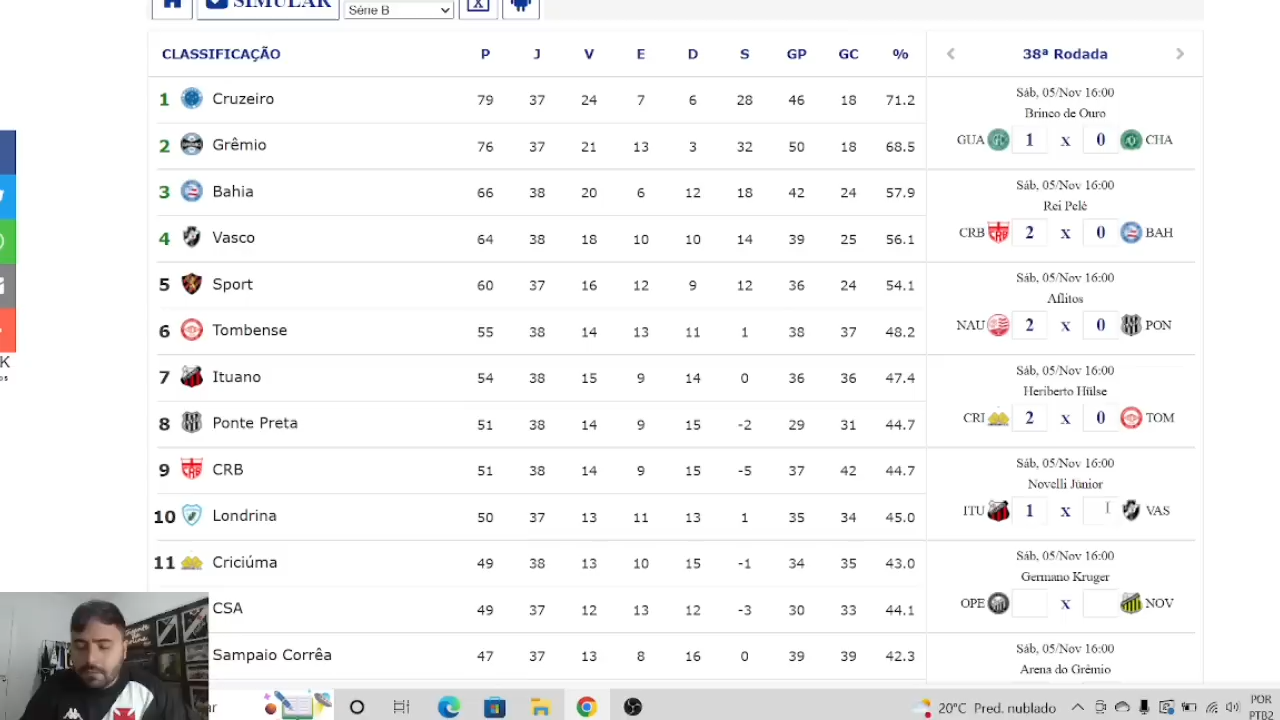 SIMULAR
Série B
CLASSIFICAÇÃO P J V E D S GP GC %
1 Cruzeiro 79 37 24 7 6 28 46 18 71.2
2 Grêmio 76 37 21 13 3 32 50 18 68.5
3 Bahia 66 38 20 6 12 18 42 24 57.9
4 Vasco 64 38 18 10 10 14 39 25 56.1
5 Sport 60 37 16 12 9 12 36 24 54.1
6 Tombense 55 38 14 13 11 1 38 37 48.2
7 Ituano 54 38 15 9 14 0 36 36 47.4
8 Ponte Preta 51 38 14 9 15 -2 29 31 44.7
9 CRB 51 38 14 9 15 -5 37 42 44.7
10 Londrina 50 37 13 11 13 1 35 34 45.0
11 Criciúma 49 38 13 10 15 -1 34 35 43.0
CSA 49 37 12 13 12 -3 30 33 44.1
Sampaio Corrêa 47 37 13 8 16 0 39 39 42.3
38ª Rodada
Sáb, 05/Nov 16:00
Brinco de Ouro
GUA 1 x 0 CHA
Sáb, 05/Nov 16:00
Rei Pelé
CRB 2 x 0 BAH
Sáb, 05/Nov 16:00
Aflitos
NAU 2 x 0 PON
Sáb, 05/Nov 16:00
Heriberto Hülse
CRI 2 x 0 TOM
Sáb, 05/Nov 16:00
Novelli Júnior
ITU 1 x VAS
Sáb, 05/Nov 16:00
Germano Kruger
OPE x NOV
Sáb, 05/Nov 16:00
Arena do Grêmio
K
20°C Pred. nublado
POR
PTB2